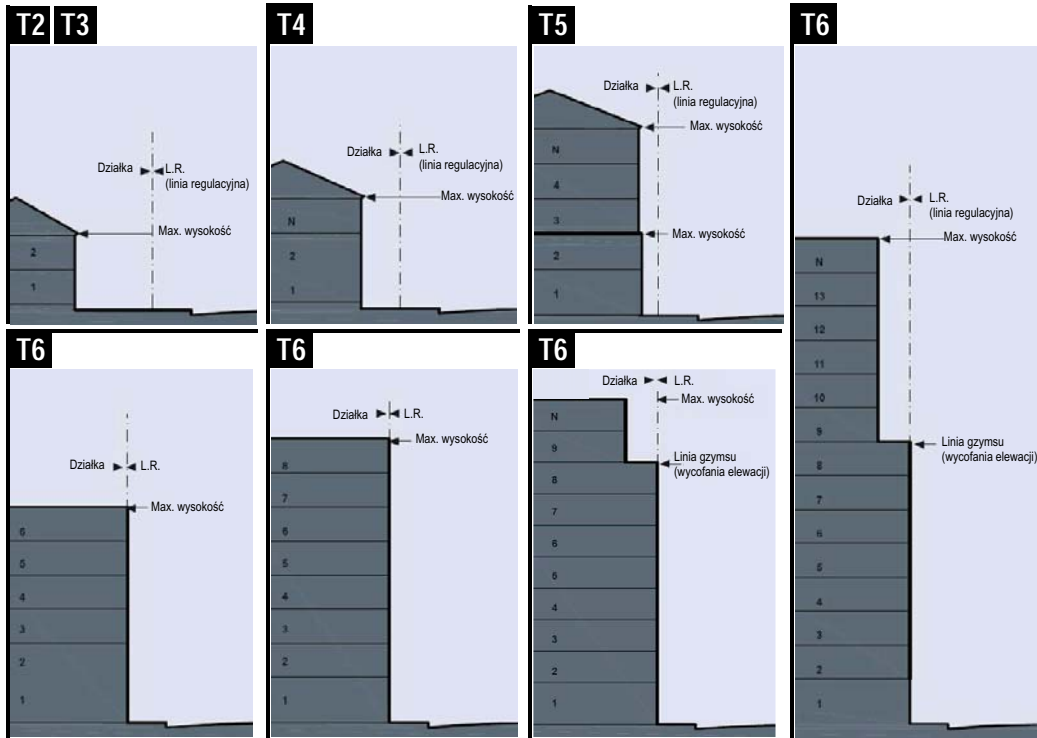 T2 T3
Działka L.R.
(linia regulacyjna)
Max. wysokość
2
1
T4
Działka L.R.
(linia regulacyjna)
Max. wysokość
N
2
1
T5
Działka L.R.
(linia regulacyjna)
Max. wysokość
N
4
3
Max. wysokość
2
1
T6
Działka L.R.
(linia regulacyjna)
Max. wysokość
N
13
12
11
10
9
Linia gzymsu
(wycofania elewacji)
8
7
6
5
4
3
2
1
T6
Działka L.R.
Max. wysokość
6
5
4
3
2
1
T6
Działka L.R.
Max. wysokość
8
7
6
5
4
3
2
1
T6
Działka L.R.
Max. wysokość
N
9
Linia gzymsu
(wycofania elewacji)
8
7
6
5
4
3
2
1